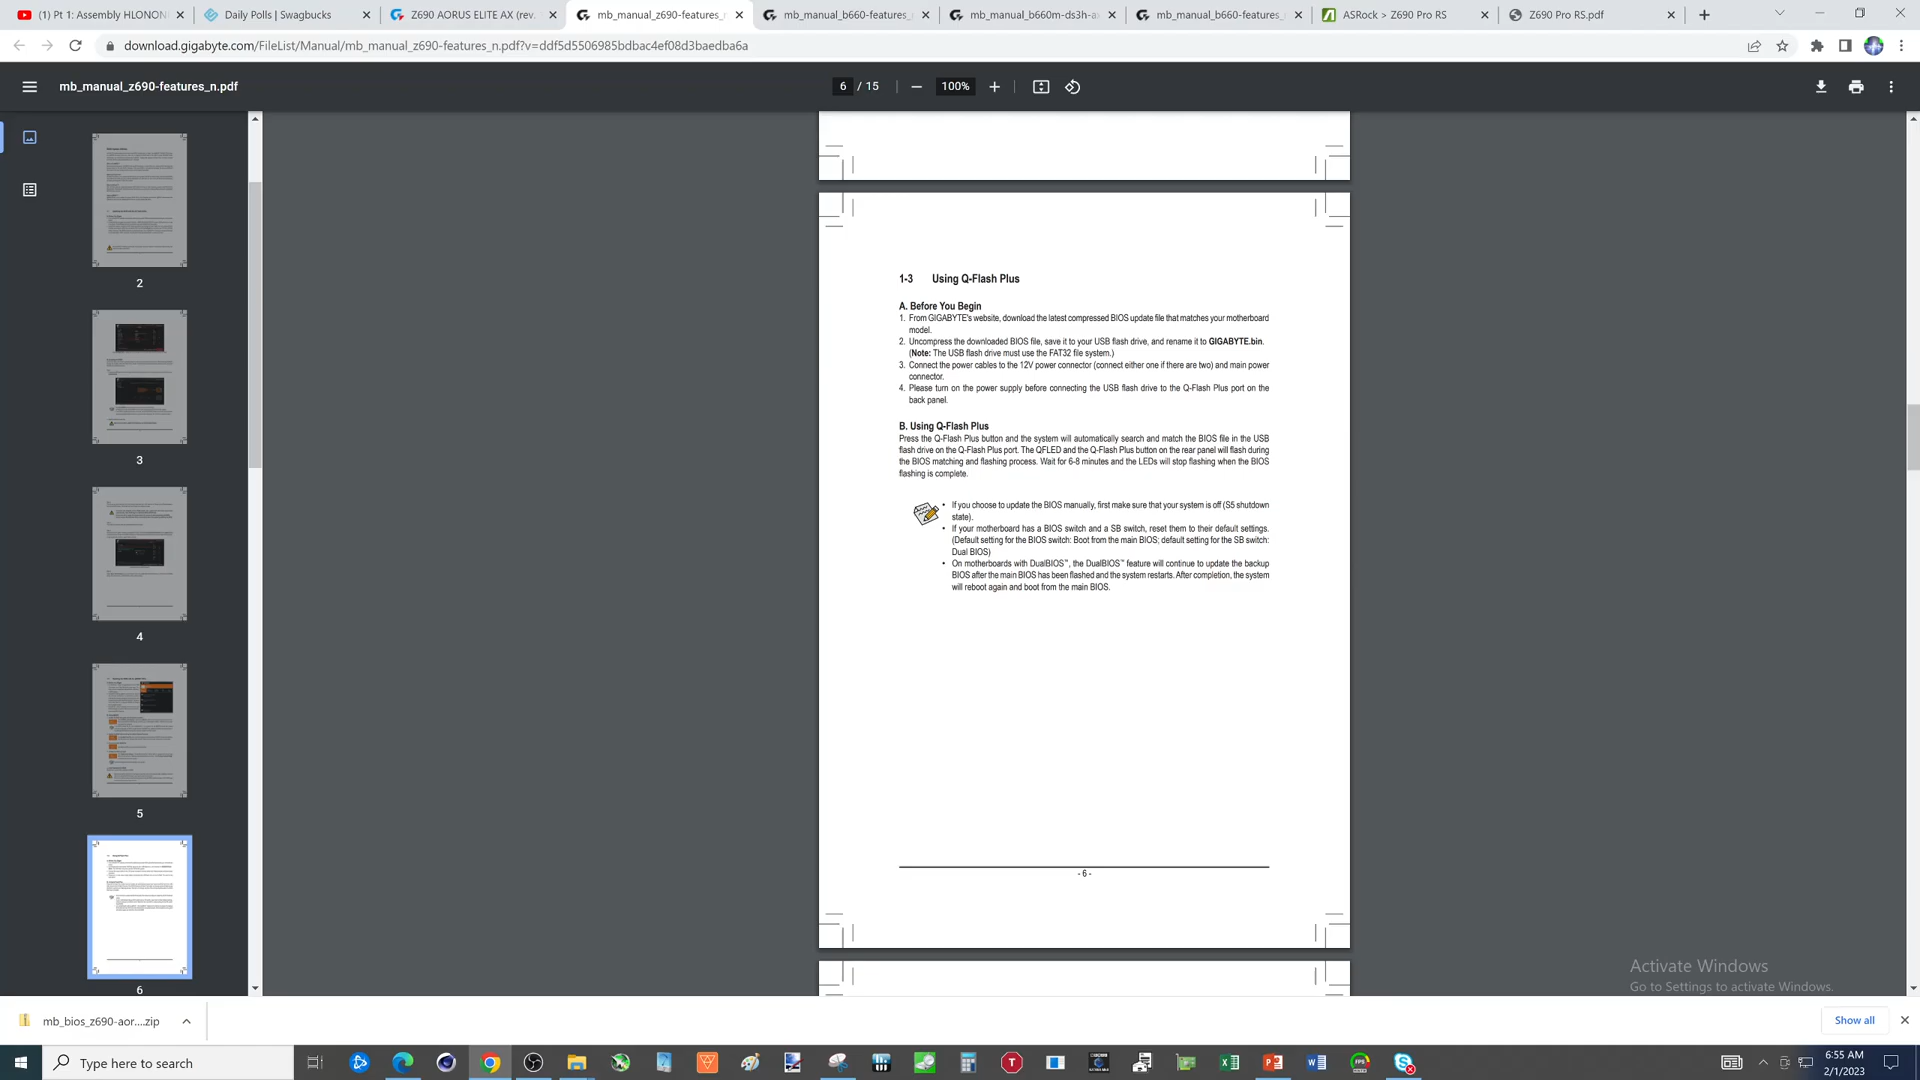 (1) Pt 1: Assembly HLONON
Daily Polls | Swagbucks
Z690 AORUS ELITE AX (rev.
mb_manual_z690-features_
mb_manual_b660-features_
mb_manual_b660m-ds3h-ax
mb_manual_b660-features_
ASRock > Z690 Pro RS
Z690 Pro RS.pdf
download.gigabyte.com/FileList/Manual/mb_manual_z690-features_n.pdf?v=ddf5d5506985bdbac4ef08d3baedba6a
mb_manual_z690-features_n.pdf
6 / 15
100%
2
3
4
5
6
1-3 Using Q-Flash Plus
A. Before You Begin
1. From GIGABYTE's website, download the latest compressed BIOS update file that matches your motherboard
model.
2. Uncompress the downloaded BIOS file, save it to your USB flash drive, and rename it to GIGABYTE.bin.
(Note: The USB flash drive must use the FAT32 file system.)
3. Connect the power cables to the 12V power connector (connect either one if there are two) and main power
connector.
4. Please turn on the power supply before connecting the USB flash drive to the Q-Flash Plus port on the
back panel.
B. Using Q-Flash Plus
Press the Q-Flash Plus button and the system will automatically search and match the BIOS file in the USB
flash drive on the Q-Flash Plus port. The QFLED and the Q-Flash Plus button on the rear panel will flash during
the BIOS matching and flashing process. Wait for 6-8 minutes and the LEDs will stop flashing when the BIOS
flashing is complete.
• If you choose to update the BIOS manually, first make sure that your system is off (S5 shutdown
state).
• If your motherboard has a BIOS switch and a SB switch, reset them to their default settings.
(Default setting for the BIOS switch: Boot from the main BIOS; default setting for the SB switch:
Dual BIOS)
• On motherboards with DualBIOS™, the DualBIOS™ feature will continue to update the backup
BIOS after the main BIOS has been flashed and the system restarts. After completion, the system
will reboot again and boot from the main BIOS.
- 6 -
Activate Windows
Go to Settings to activate Windows.
mb_bios_z690-aor....zip
Show all
Type here to search
6:55 AM
2/1/2023